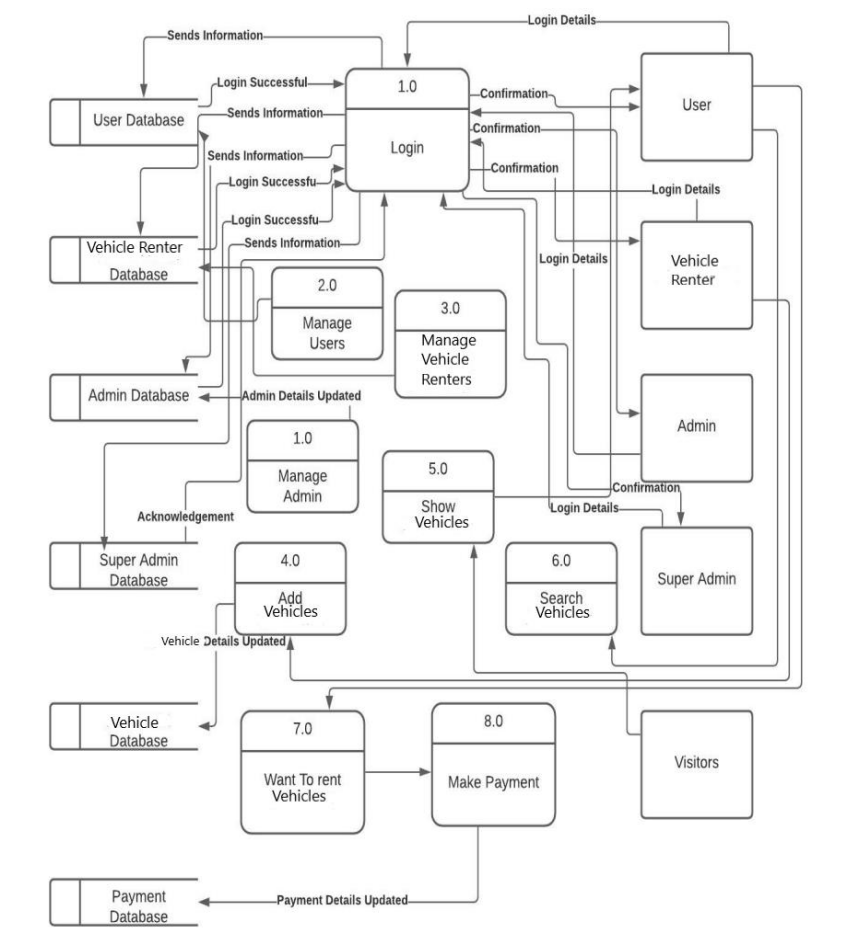 Login Details
Sends Information
Login Successful
1.0
Confirmation
User
User Database
Sends Information
Confirmation
Login
Sends Information
Confirmation
Login Successfu
Login Details
Login Successfu
Sends Information
Login Details
Vehicle Renter
Database
Vehicle
Renter
2.0
Manage
Users
3.0
Manage
Vehicle
Renters
Admin Database
Admin Details Updated
Admin
1.0
Manage
Admin
5.0
Show
Vehicles
Confirmation
Login Details
Acknowledgement
Super Admin
Database
4.0
Add
Vehicles
6.0
Search
Vehicles
Super Admin
Vehicle Details Updated
Vehicle
Database
7.0
Want To rent
Vehicles
8.0
Make Payment
Visitors
Payment
Database
Payment Details Updated